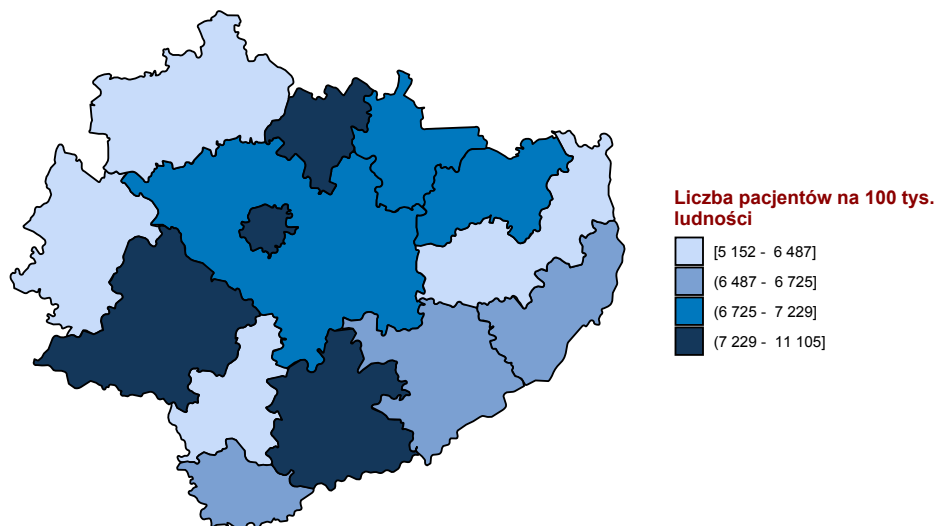 Liczba pacjentów na 100 tys.
ludności
[5 152 - 6 487]
(6 487 - 6 725]
(6 725 - 7 229]
(7 229 - 11 105]